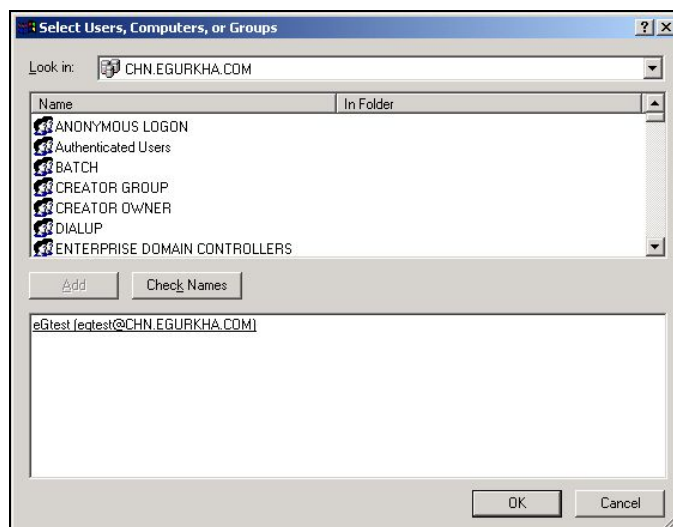 Select Users, Computers, or Groups
Look in: CHN.EGURKHA.COM
Name In Folder
ANONYMOUS LOGON
Authenticated Users
BATCH
CREATOR GROUP
CREATOR OWNER
DIALUP
ENTERPRISE DOMAIN CONTROLLERS
Add Check Names
eGtest (egtest@CHN.EGURKHA.COM)
OK Cancel